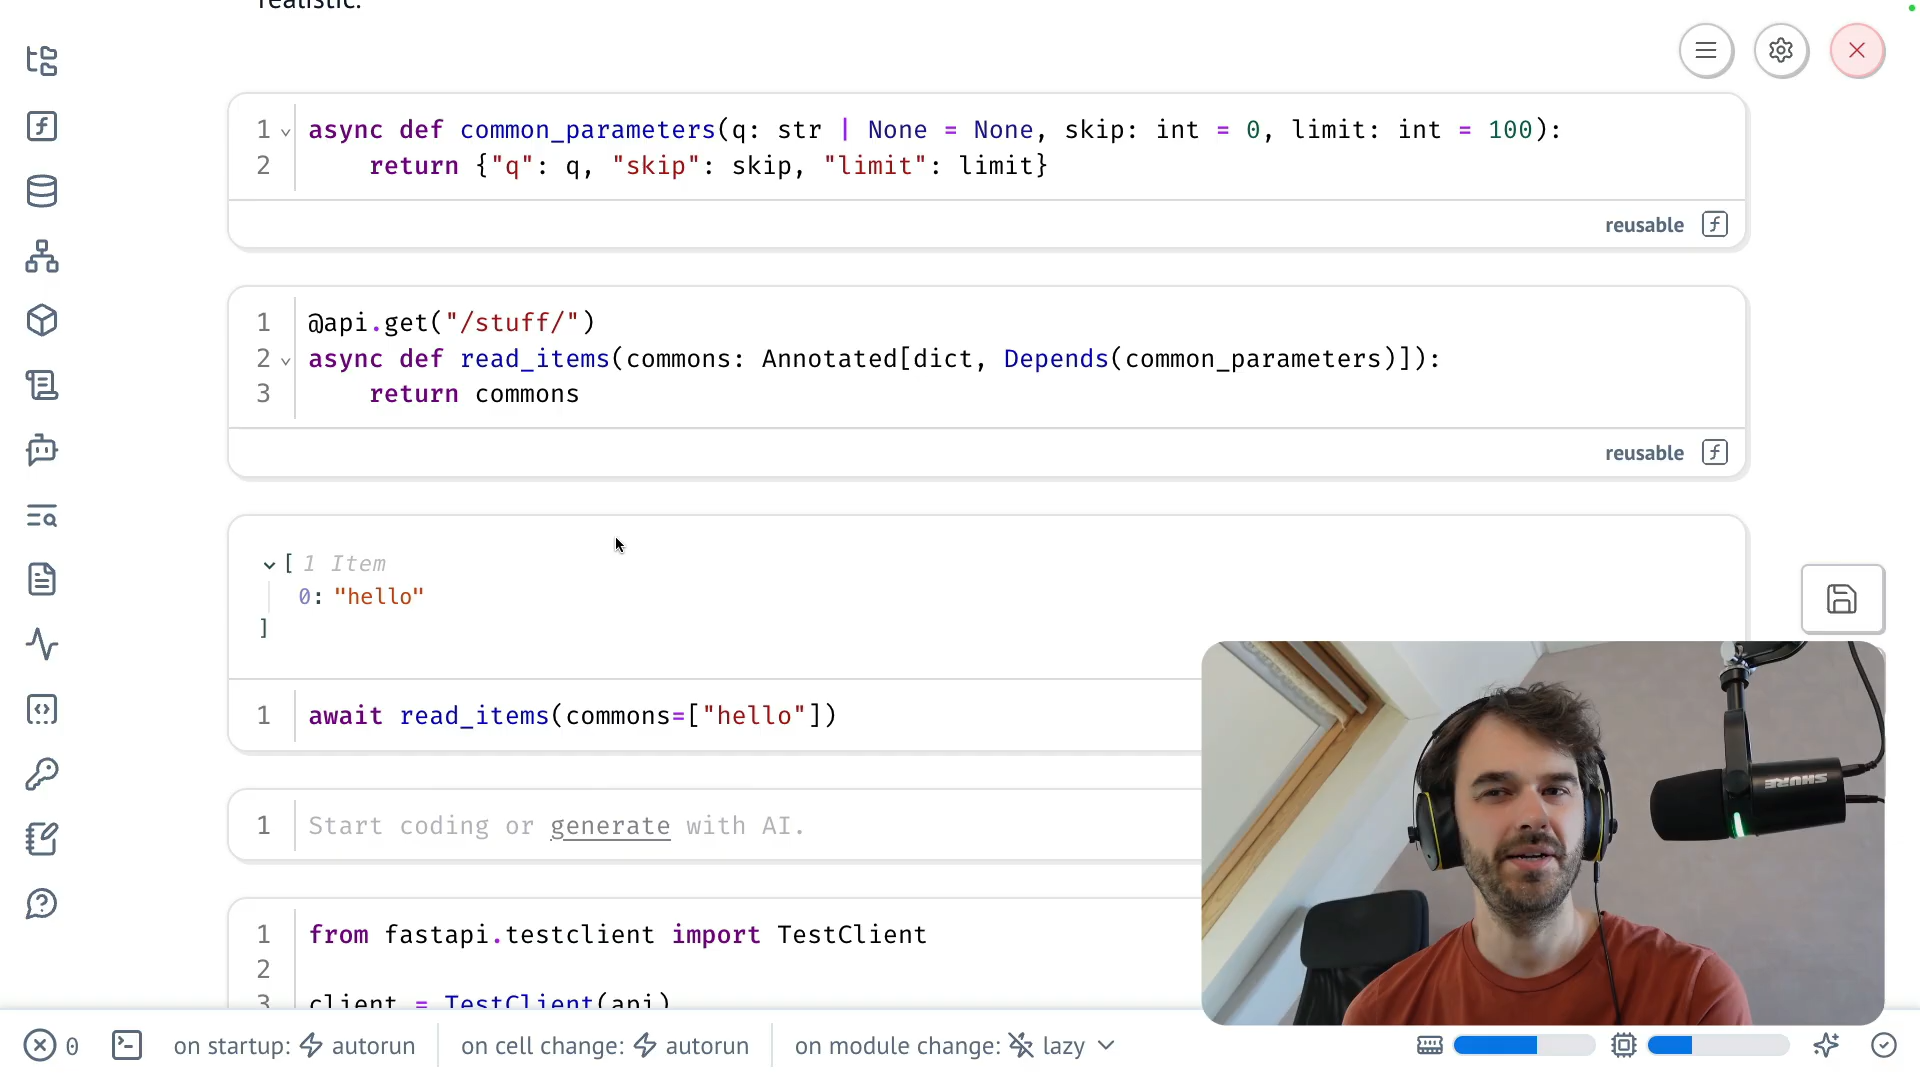 realistic.
1 async def common_parameters(q: str | None = None, skip: int = 0, limit: int = 100):
2 return {"q": q, "skip": skip, "limit": limit}
reusable
1 @api.get("/stuff/")
2 async def read_items(commons: Annotated[dict, Depends(common_parameters)]):
3 return commons
reusable
[ 1 Item
0: "hello"
]
1 await read_items(commons=["hello"])
1 Start coding or generate with AI.
1 from fastapi.testclient import TestClient
2
3 client = TestClient(api)
SHURE
0 on startup: autorun on cell change: autorun on module change: lazy